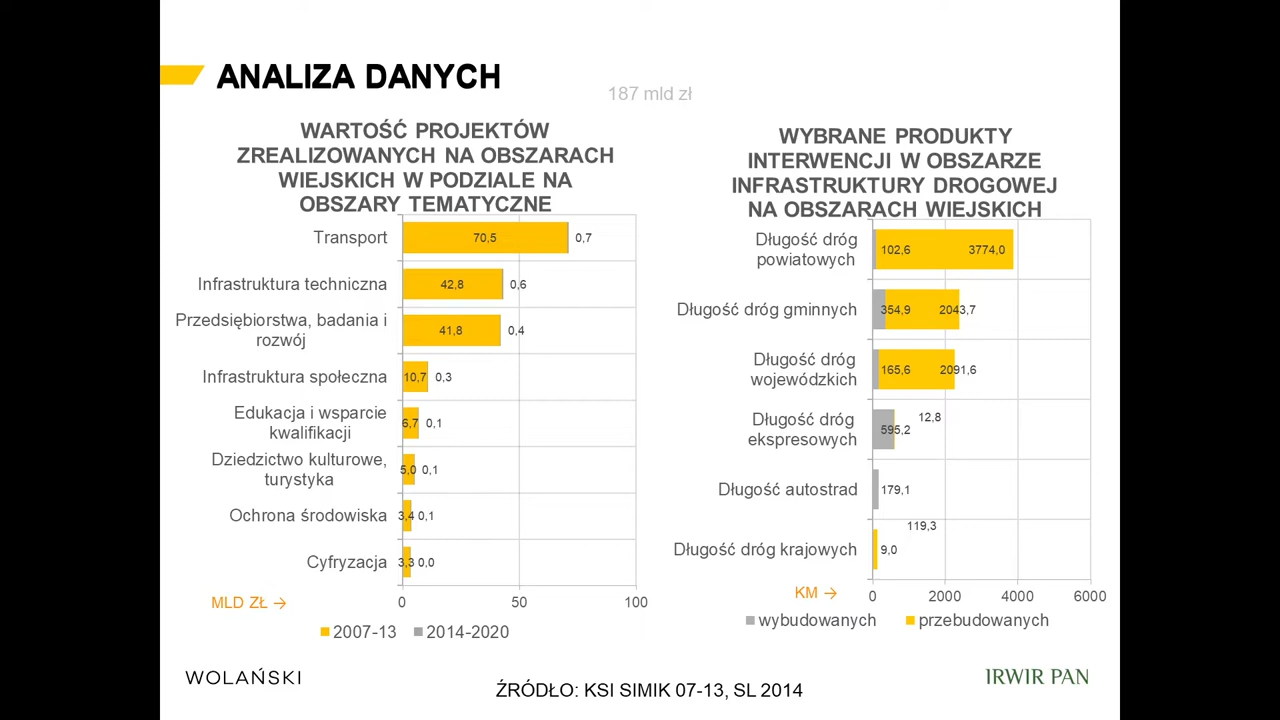 ANALIZA DANYCH
187 mld zł
WARTOŚĆ PROJEKTÓW
ZREALIZOWANYCH NA OBSZARACH
WIEJSKICH W PODZIALE NA
OBSZARY TEMATYCZNE
Transport
70,5
0,7
Infrastruktura techniczna
42,8
0,6
Przedsiębiorstwa, badania i
rozwój
41,8
0,4
Infrastruktura społeczna
10,7
0,3
Edukacja i wsparcie
kwalifikacji
6,7
0,1
Dziedzictwo kulturowe,
turystyka
5,0
0,1
Ochrona środowiska
3,4
0,1
Cyfryzacja
3,3
0,0
MLD ZŁ →
0
50
100
2007-13
2014-2020
WYBRANE PRODUKTY
INTERWENCJI W OBSZARZE
INFRASTRUKTURY DROGOWEJ
NA OBSZARACH WIEJSKICH
Długość dróg
powiatowych
102,6
3774,0
Długość dróg gminnych
354,9
2043,7
Długość dróg
wojewódzkich
165,6
2091,6
Długość dróg
ekspresowych
595,2
12,8
Długość autostrad
179,1
119,3
Długość dróg krajowych
9,0
KM →
0
2000
4000
6000
wybudowanych
przebudowanych
WOLAŃSKI
ŹRÓDŁO: KSI SIMIK 07-13, SL 2014
IRWIR PAN